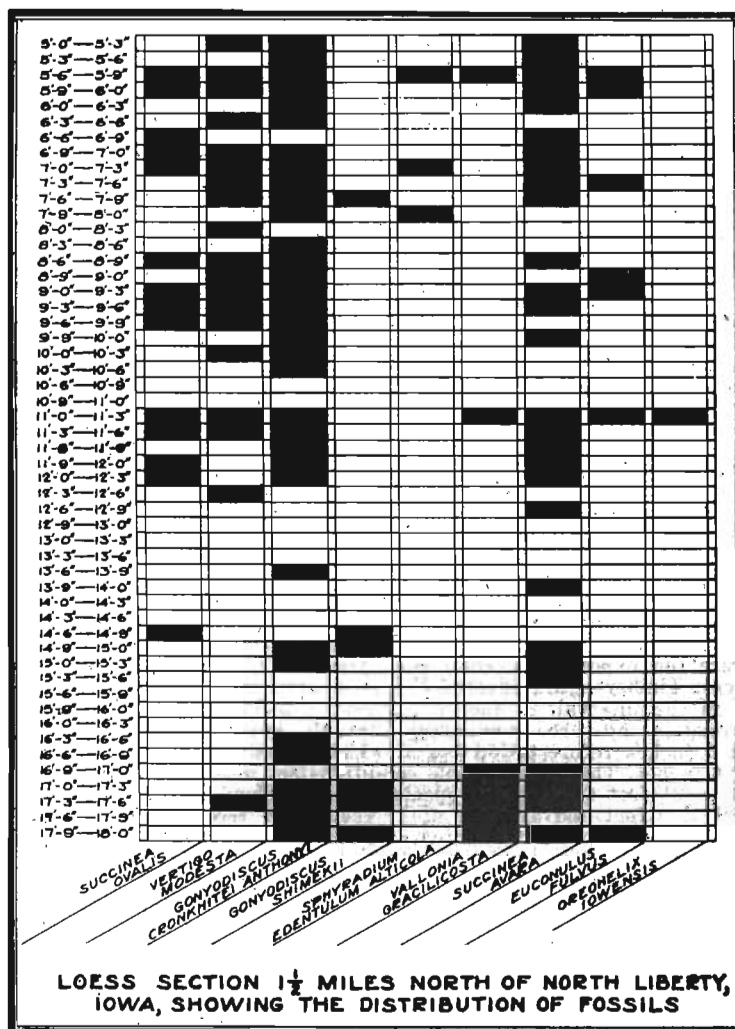 5'-0"—5'-3"
5'-3"—5'-6"
5'-6"—5'-9"
5'-9"—6'-0"
6'-0"—6'-3"
6'-3"—6'-6"
6'-6"—6'-9"
6'-9"—7'-0"
7'-0"—7'-3"
7'-3"—7'-6"
7'-6"—7'-9"
7'-9"—8'-0"
8'-0"—8'-3"
8'-3"—8'-6"
8'-6"—8'-9"
8'-9"—9'-0"
9'-0"—9'-3"
9'-3"—9'-6"
9'-6"—9'-9"
9'-9"—10'-0"
10'-0"—10'-3"
10'-3"—10'-6"
10'-6"—10'-9"
10'-9"—11'-0"
11'-0"—11'-3"
11'-3"—11'-6"
11'-6"—11'-9"
11'-9"—12'-0"
12'-0"—12'-3"
12'-3"—12'-6"
12'-6"—12'-9"
12'-9"—13'-0"
13'-0"—13'-3"
13'-3"—13'-6"
13'-6"—13'-9"
13'-9"—14'-0"
14'-0"—14'-3"
14'-3"—14'-6"
14'-6"—14'-9"
14'-9"—15'-0"
15'-0"—15'-3"
15'-3"—15'-6"
15'-6"—15'-9"
15'-9"—16'-0"
16'-0"—16'-3"
16'-3"—16'-6"
16'-6"—16'-9"
16'-9"—17'-0"
17'-0"—17'-3"
17'-3"—17'-6"
17'-6"—17'-9"
17'-9"—18'-0"
SUCCINEA
OVALIS
VERTIGO
MODESTA
GONYODISCUS
CRONKHITEI ANTHONYI
GONYODISCUS
SHIMEKII
SPHYRADIUM
EDENTULUM ALTICOLA
VALLONIA
GRACILICOSTA
SUCCINEA
AVARA
EUCONULUS
FULVUS
OREOHELIX
IOWENSIS
LOESS SECTION 1½ MILES NORTH OF NORTH LIBERTY,
IOWA, SHOWING THE DISTRIBUTION OF FOSSILS